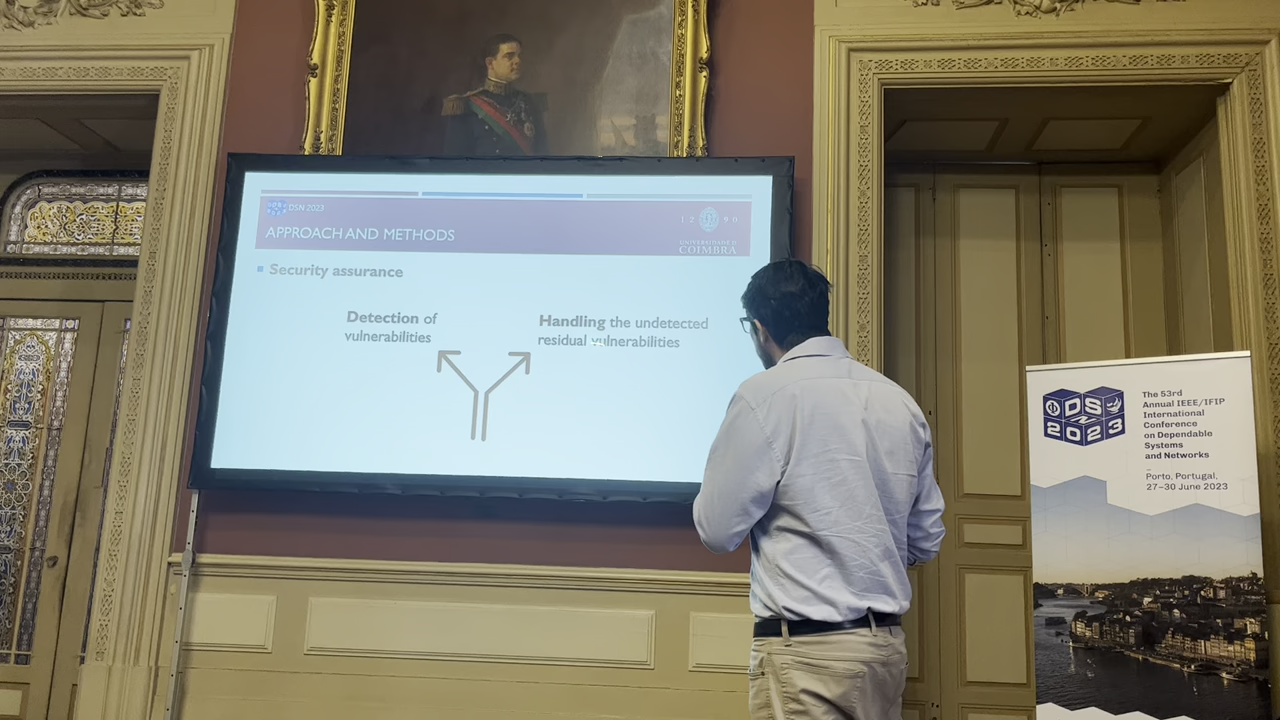 DSN 2023
APPROACH AND METHODS
1 2 9 0
UNIVERSIDADE D
COIMBRA
Security assurance
Detection of
vulnerabilities
Handling the undetected
residual vulnerabilities
DS
N
2023
The 53rd
Annual IEEE/IFIP
International
Conference
on Dependable
Systems
and Networks
–
Porto, Portugal,
27–30 June 2023